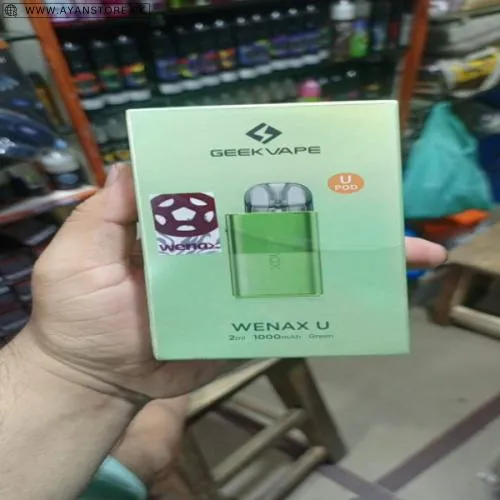 WWW.AYANSTORE.PK
GEEKVAPE
U
POD
wenax
WENAX U
2ml 1000mAh Green